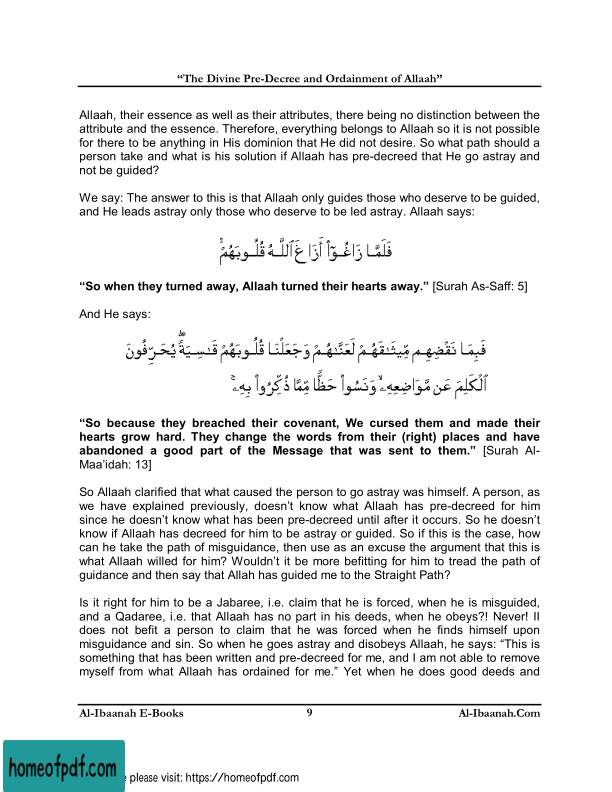 “The Divine Pre-Decree and Ordainment of Allaah”
Allaah, their essence as well as their attributes, there being no distinction between the
attribute and the essence. Therefore, everything belongs to Allaah so it is not possible
for there to be anything in His dominion that He did not desire. So what path should a
person take and what is his solution if Allaah has pre-decreed that He go astray and
not be guided?
We say: The answer to this is that Allaah only guides those who deserve to be guided,
and He leads astray only those who deserve to be led astray. Allaah says:
فَلَمَّا زَاغُوٓاْ أَزَاغَ ٱللَّهُ قُلُوبَهُمْۚ
“So when they turned away, Allaah turned their hearts away.” [Surah As-Saff: 5]
And He says:
فَبِمَا نَقْضِهِم مِّيثَٰقَهُمْ لَعَنَّٰهُمْ وَجَعَلْنَا قُلُوبَهُمْ قَٰسِيَةًۖ يُحَرِّفُونَ
ٱلْكَلِمَ عَن مَّوَاضِعِهِۦۙ وَنَسُواْ حَظًّا مِّمَّا ذُكِّرُواْ بِهِۦۚ
“So because they breached their covenant, We cursed them and made their
hearts grow hard. They change the words from their (right) places and have
abandoned a good part of the Message that was sent to them.” [Surah Al-
Maa’idah: 13]
So Allaah clarified that what caused the person to go astray was himself. A person, as
we have explained previously, doesn’t know what Allaah has pre-decreed for him
since he doesn’t know what has been pre-decreed until after it occurs. So he doesn’t
know if Allaah has decreed for him to be astray or guided. So if this is the case, how
can he take the path of misguidance, then use as an excuse the argument that this is
what Allaah willed for him? Wouldn’t it be more befitting for him to tread the path of
guidance and then say that Allah has guided me to the Straight Path?
Is it right for him to be a Jabaree, i.e. claim that he is forced, when he is misguided,
and a Qadaree, i.e. that Allaah has no part in his deeds, when he obeys?! Never! II
does not befit a person to claim that he was forced when he finds himself upon
misguidance and sin. So when he goes astray and disobeys Allaah, he says: “This is
something that has been written and pre-decreed for me, and I am not able to remove
myself from what Allaah has ordained for me.” Yet when he does good deeds and
Al-Ibaanah E-Books 9 Al-Ibaanah.Com
homeofpdf.com
please visit: https://homeofpdf.com